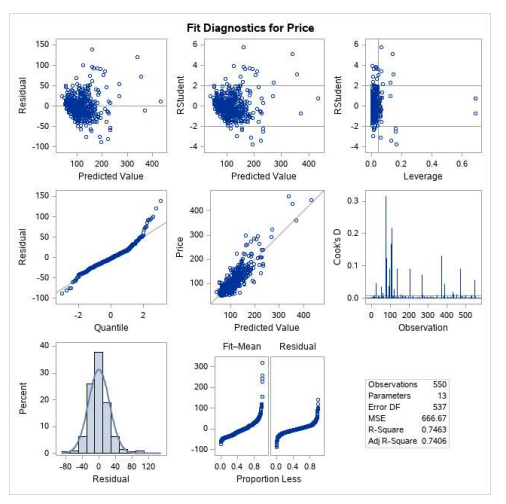 Fit Diagnostics for Price
150
100
50
0
-50
-100
Residual
100 200 300 400
Predicted Value
6
4
2
0
-2
-4
RStudent
100 200 300 400
Predicted Value
6
4
2
0
-2
-4
RStudent
0.0 0.2 0.4 0.6
Leverage
150
100
50
0
-50
-100
Residual
-2 0 2
Quantile
400
300
200
100
Price
100 200 300 400
Predicted Value
0.3
0.2
0.1
0.0
Cook's D
0 100 200 300 400 500
Observation
40
30
20
10
0
Percent
-80 -40 0 40 80 120
Residual
Fit–Mean Residual
300
200
100
0
-100
0.0 0.4 0.8 0.0 0.4 0.8
Proportion Less
Observations 550
Parameters 13
Error DF 537
MSE 666.67
R-Square 0.7463
Adj R-Square 0.7406